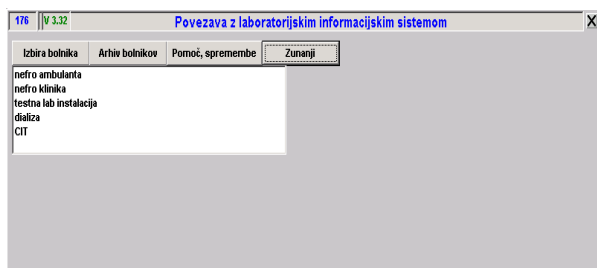 176 V 3.32 Povezava z laboratorijskim informacijskim sistemom X
Izbira bolnika Arhiv bolnikov Pomoč, spremembe Zunanji
nefro ambulanta
nefro klinika
testna lab instalacija
dializa
CIT